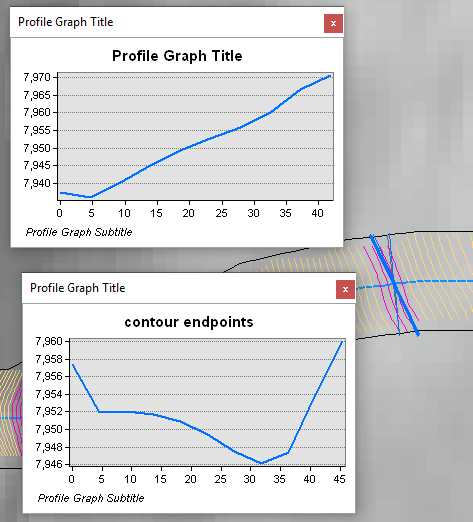 Profile Graph Title
x
Profile Graph Title
7,970
7,965
7,960
7,955
7,950
7,945
7,940
0 5 10 15 20 25 30 35 40
Profile Graph Subtitle
Profile Graph Title
x
contour endpoints
7,960
7,958
7,956
7,954
7,952
7,950
7,948
7,946
0 5 10 15 20 25 30 35 40 45
Profile Graph Subtitle